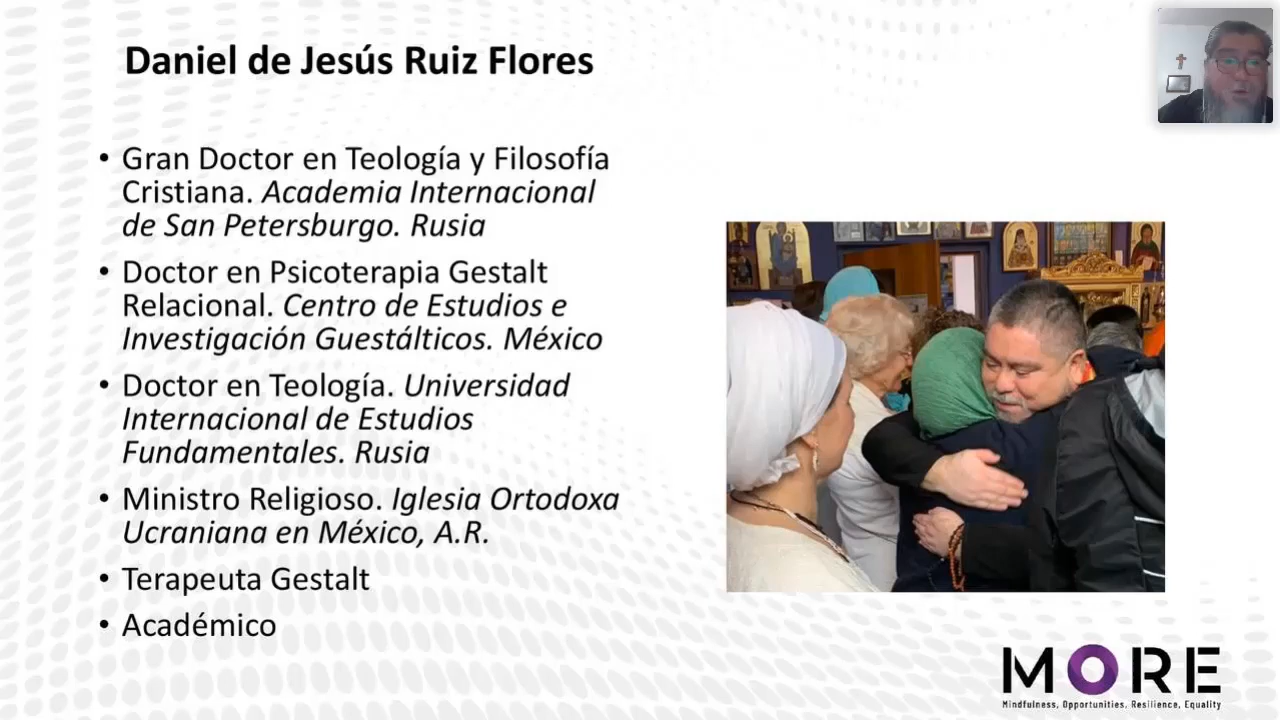 Daniel de Jesús Ruiz Flores
• Gran Doctor en Teología y Filosofía
Cristiana. Academia Internacional
de San Petersburgo. Rusia
• Doctor en Psicoterapia Gestalt
Relacional. Centro de Estudios e
Investigación Guestálticos. México
• Doctor en Teología. Universidad
Internacional de Estudios
Fundamentales. Rusia
• Ministro Religioso. Iglesia Ortodoxa
Ucraniana en México, A.R.
• Terapeuta Gestalt
• Académico
MORE
Mindfulness, Opportunities, Resilience, Equality